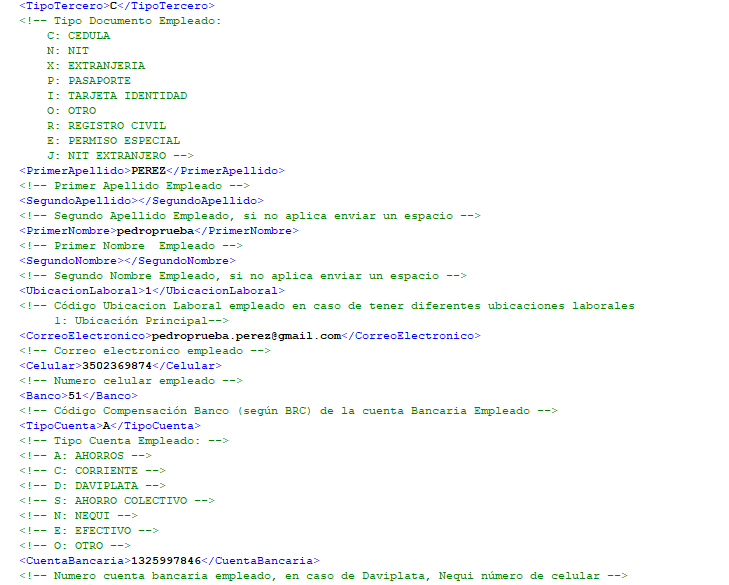 <TipoTercero>C</TipoTercero>
<!-- Tipo Documento Empleado:
C: CEDULA
N: NIT
X: EXTRANJERIA
P: PASAPORTE
I: TARJETA IDENTIDAD
O: OTRO
R: REGISTRO CIVIL
E: PERMISO ESPECIAL
J: NIT EXTRANJERO -->
<PrimerApellido>PEREZ</PrimerApellido>
<!-- Primer Apellido Empleado -->
<SegundoApellido></SegundoApellido>
<!-- Segundo Apellido Empleado, si no aplica enviar un espacio -->
<PrimerNombre>pedroprueba</PrimerNombre>
<!-- Primer Nombre  Empleado -->
<SegundoNombre></SegundoNombre>
<!-- Segundo Nombre Empleado, si no aplica enviar un espacio -->
<UbicacionLaboral>1</UbicacionLaboral>
<!-- Código Ubicacion Laboral empleado en caso de tener diferentes ubicaciones laborales
1: Ubicación Principal-->
<CorreoElectronico>pedroprueba.perez@gmail.com</CorreoElectronico>
<!-- Correo electronico empleado -->
<Celular>3502369874</Celular>
<!-- Numero celular empleado -->
<Banco>51</Banco>
<!-- Código Compensación Banco (según BRC) de la cuenta Bancaria Empleado -->
<TipoCuenta>A</TipoCuenta>
<!-- Tipo Cuenta Empleado: -->
<!-- A: AHORROS -->
<!-- C: CORRIENTE -->
<!-- D: DAVIPLATA -->
<!-- S: AHORRO COLECTIVO -->
<!-- N: NEQUI -->
<!-- E: EFECTIVO -->
<!-- O: OTRO -->
<CuentaBancaria>1325997846</CuentaBancaria>
<!-- Numero cuenta bancaria empleado, en caso de Daviplata, Nequi número de celular -->